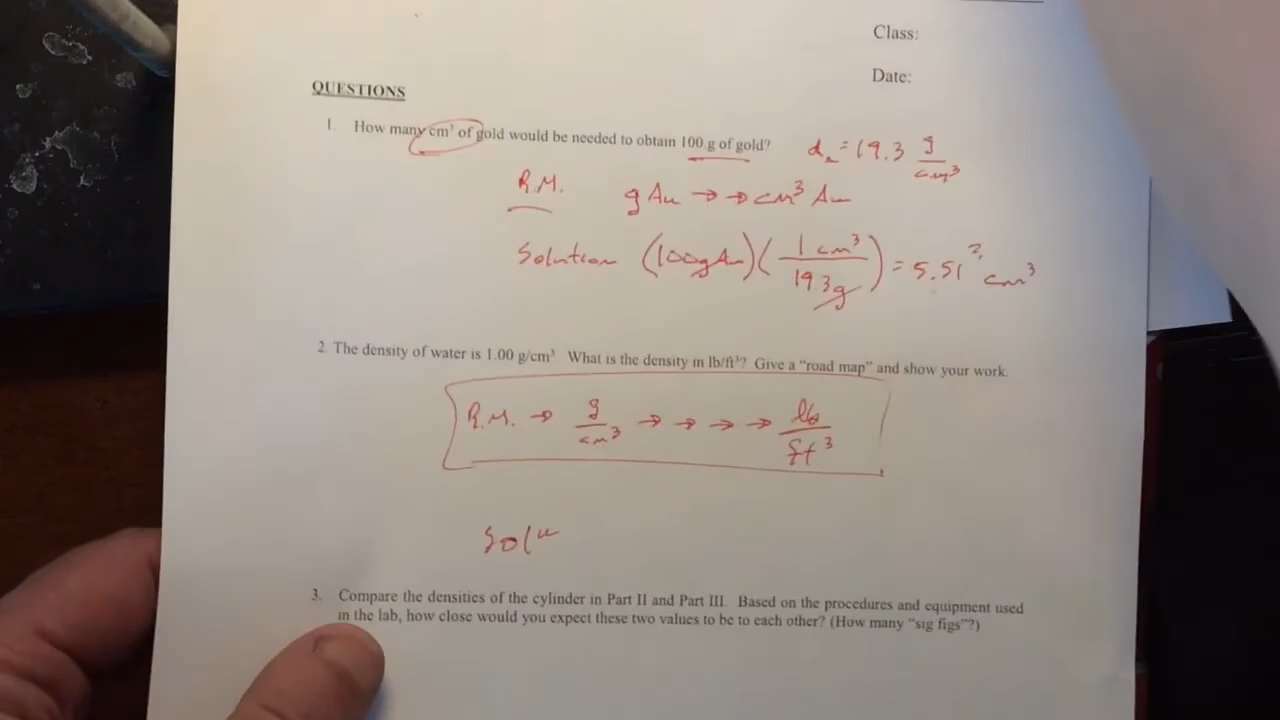 Class:
Date:
QUESTIONS
1. How many cm³ of gold would be needed to obtain 100 g of gold? d = 19.3 g/cm³
R.M. g Au → → cm³ Au
Solution (100g Au) (1 cm³/19.3g) = 5.51 cm³
2. The density of water is 1.00 g/cm³ What is the density in lb/ft³? Give a "road map" and show your work.
R.M. → g/cm³ → → → → lb/ft³
Solu
3. Compare the densities of the cylinder in Part II and Part III. Based on the procedures and equipment used
in the lab, how close would you expect these two values to be to each other? (How many "sig figs"?)